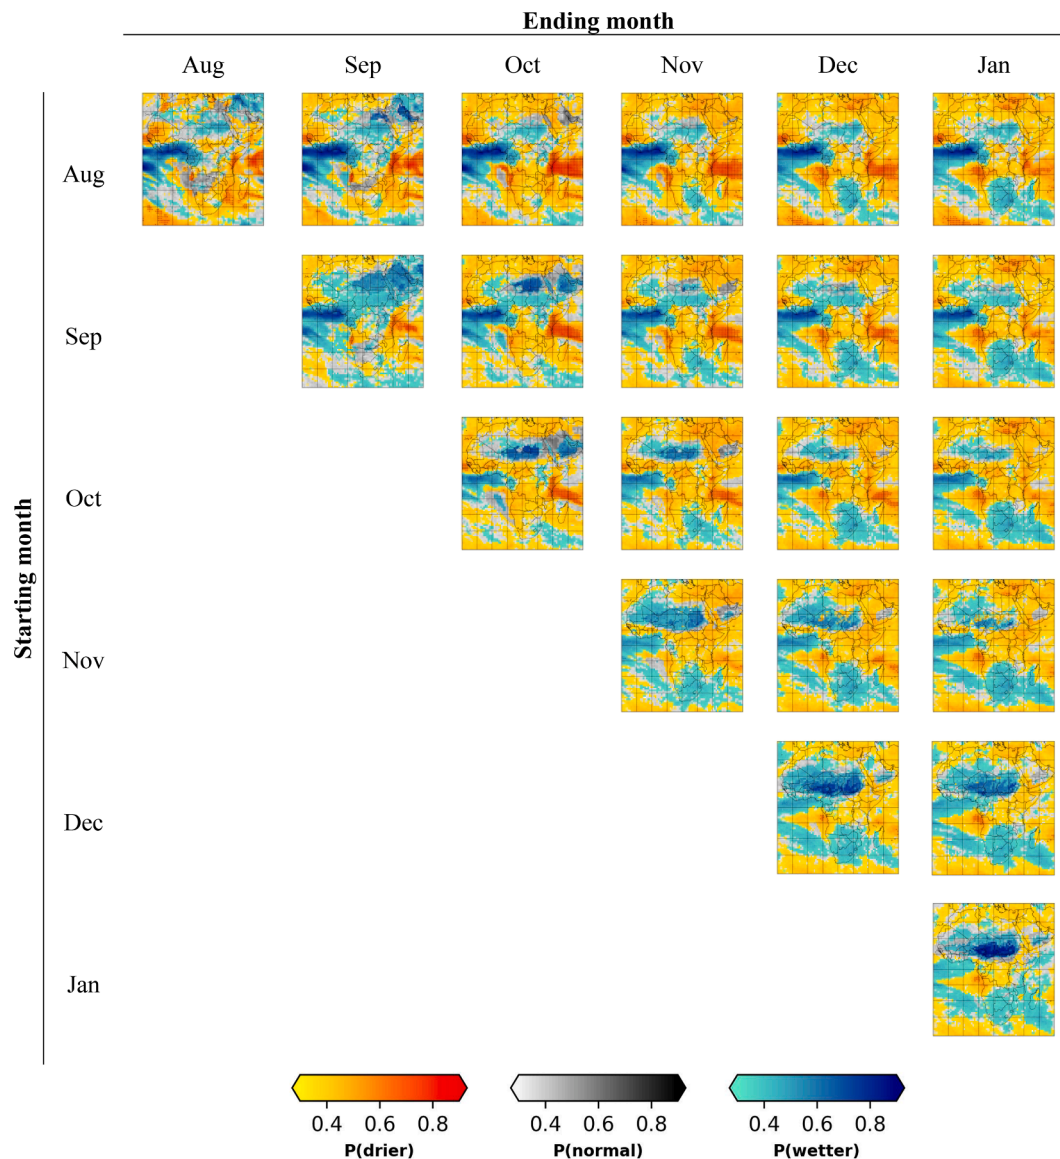 Ending month
Aug Sep Oct Nov Dec Jan
Starting month
Aug
Sep
Oct
Nov
Dec
Jan
0.4 0.6 0.8 0.4 0.6 0.8 0.4 0.6 0.8
P(drier) P(normal) P(wetter)